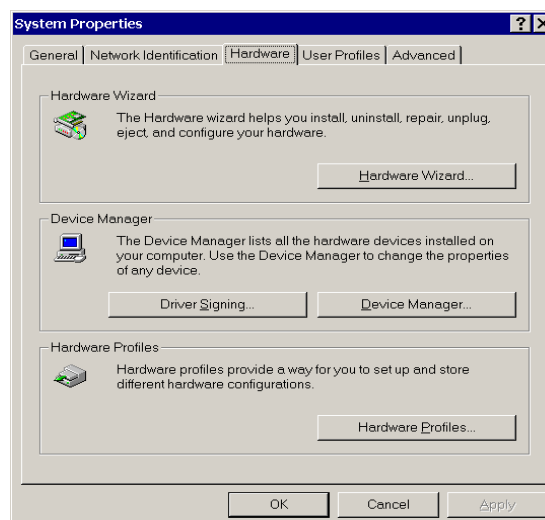 System Properties
General Network Identification Hardware User Profiles Advanced
Hardware Wizard
The Hardware wizard helps you install, uninstall, repair, unplug,
eject, and configure your hardware.
Hardware Wizard...
Device Manager
The Device Manager lists all the hardware devices installed on
your computer. Use the Device Manager to change the properties
of any device.
Driver Signing... Device Manager...
Hardware Profiles
Hardware profiles provide a way for you to set up and store
different hardware configurations.
Hardware Profiles...
OK Cancel Apply